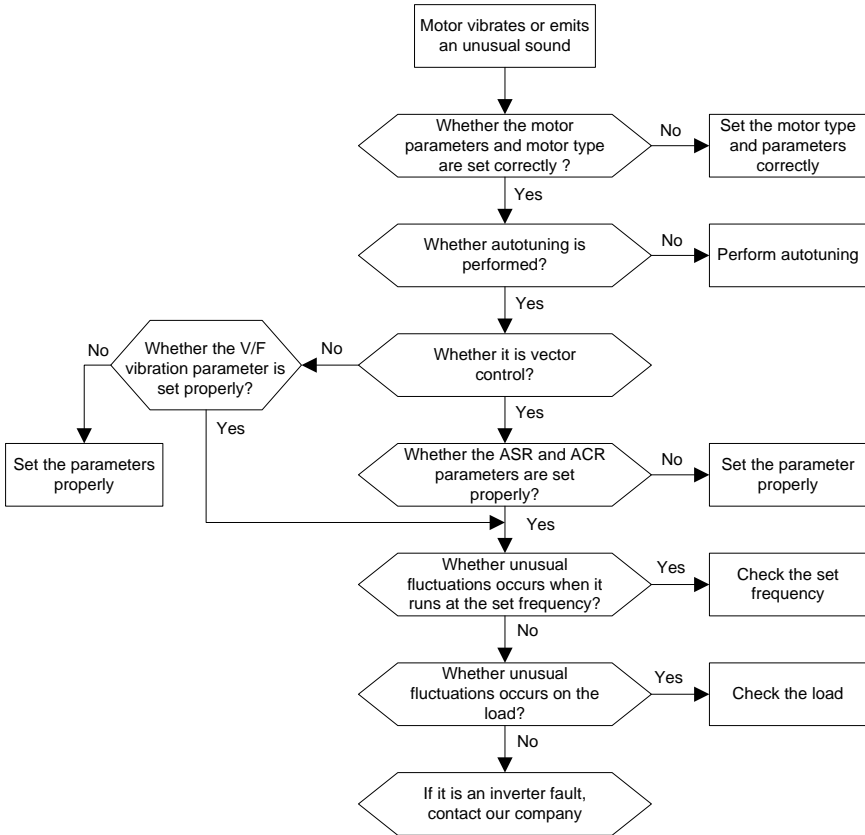 Motor vibrates or emits
an unusual sound
Whether the motor
parameters and motor type
are set correctly ?
No
Set the motor type
and parameters
correctly
Yes
Whether autotuning is
performed?
No
Perform autotuning
Yes
No
Whether the V/F
vibration parameter is
set properly?
No
Whether it is vector
control?
Yes
Yes
Set the parameters
properly
Whether the ASR and ACR
parameters are set
properly?
No
Set the parameter
properly
Yes
Whether unusual
fluctuations occurs when it
runs at the set frequency?
Yes
Check the set
frequency
No
Whether unusual
fluctuations occurs on the
load?
Yes
Check the load
No
If it is an inverter fault,
contact our company